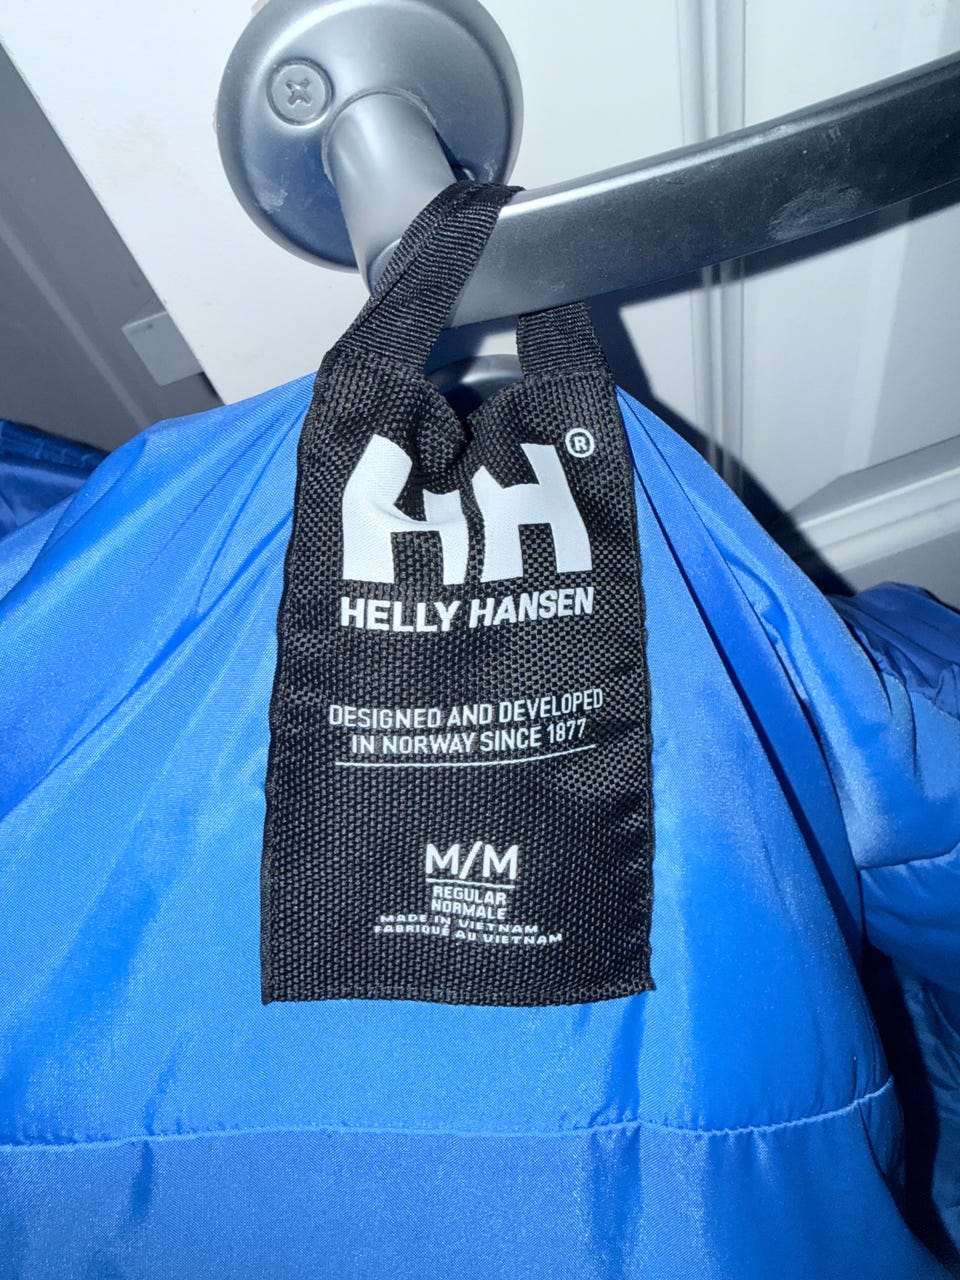 HH®
HELLY HANSEN
DESIGNED AND DEVELOPED
IN NORWAY SINCE 1877
M/M
REGULAR
NORMALE
MADE IN VIETNAM
FABRIQUÉ AU VIETNAM